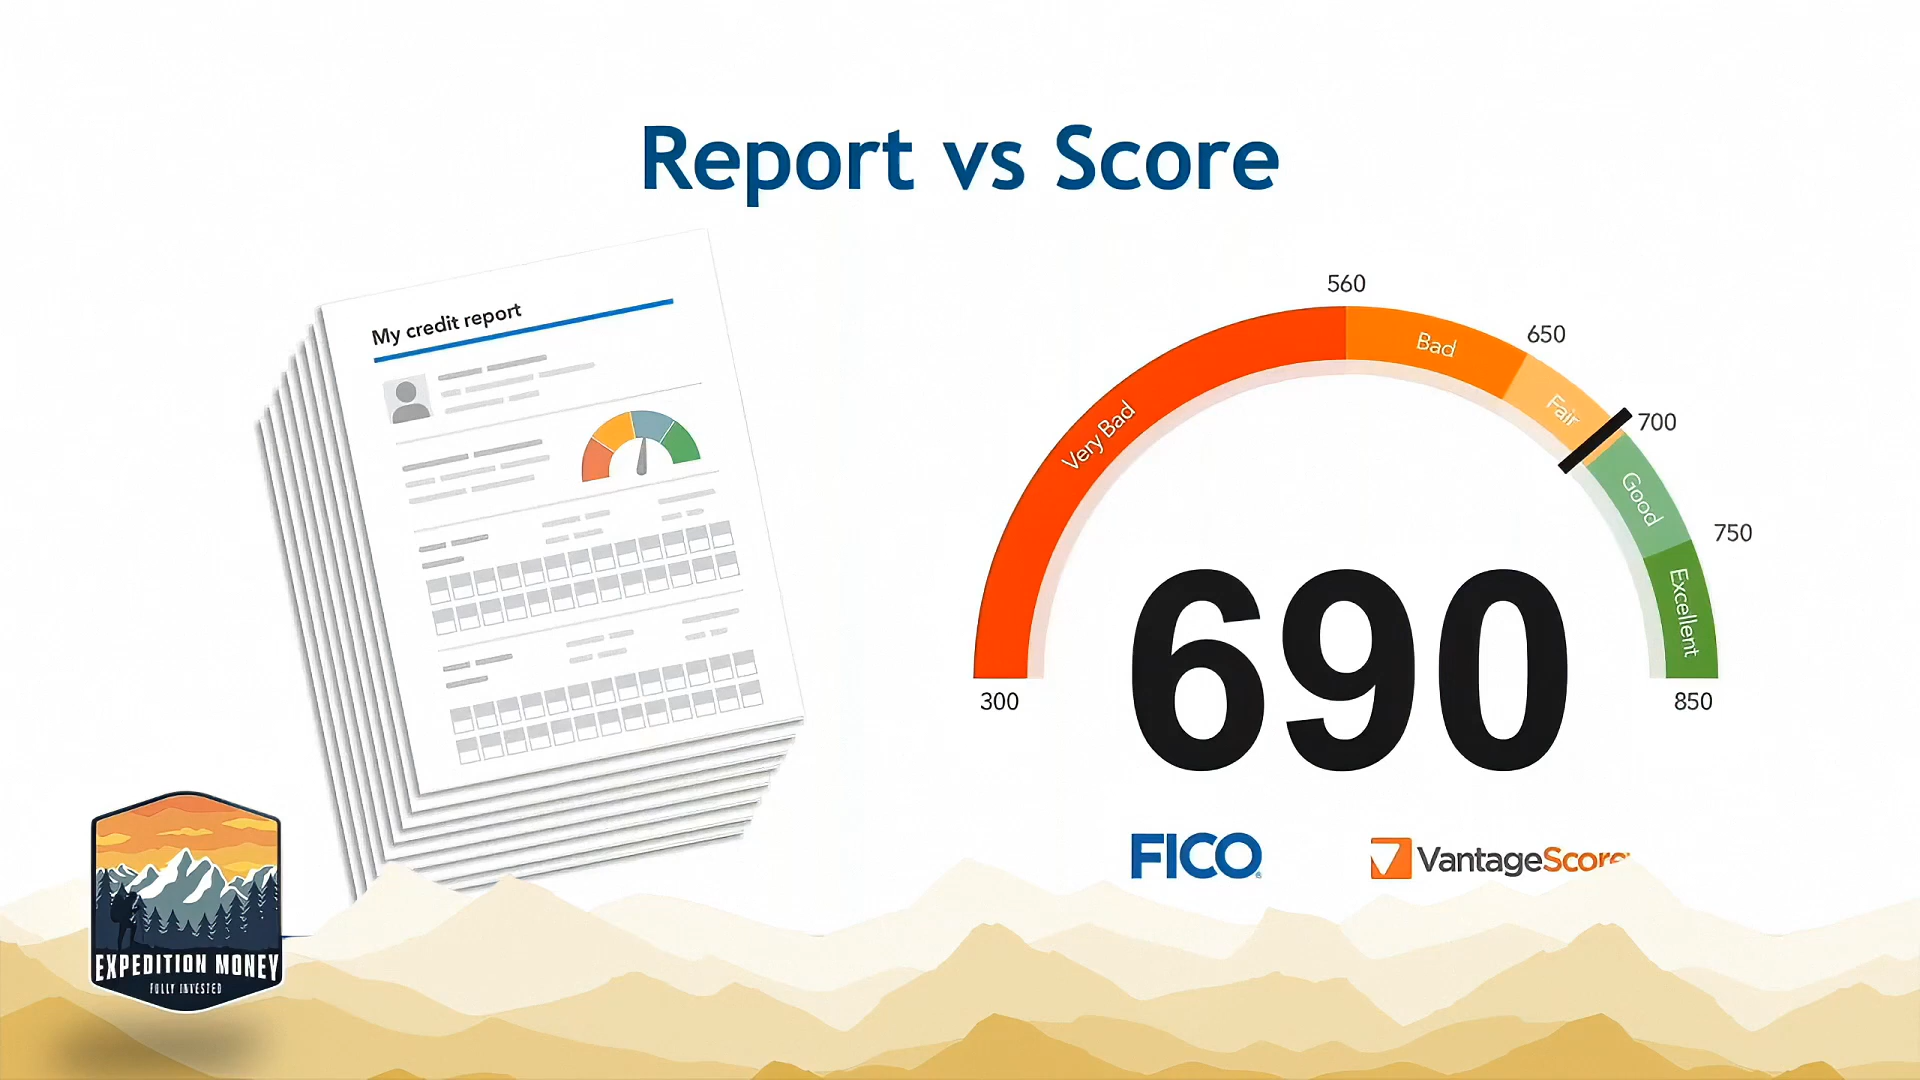 Report vs Score
My credit report
560
650
700
750
850
300
Very Bad
Bad
Fair
Good
Excellent
690
FICO
VantageScore
EXPEDITION MONEY
FULLY INVESTED